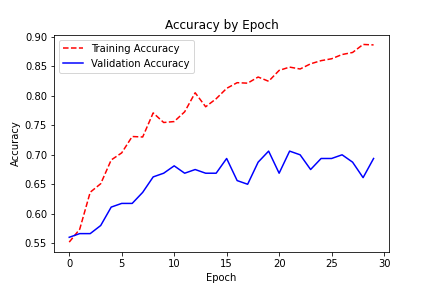 Accuracy by Epoch
Training Accuracy
Validation Accuracy
Accuracy
0.90
0.85
0.80
0.75
0.70
0.65
0.60
0.55
0 5 10 15 20 25 30
Epoch